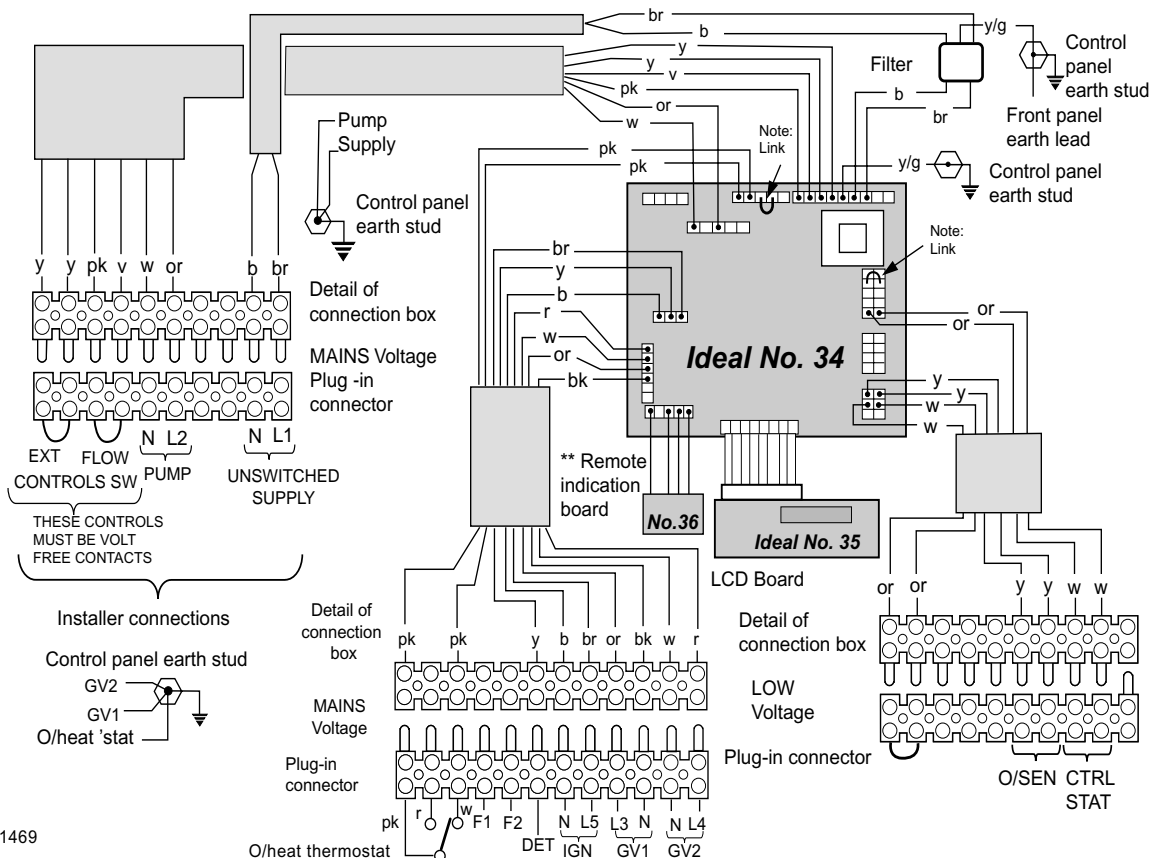 br
y/g
b
y
y
v
pk
or
w
Filter
b
br
Control
panel
earth stud
Front panel
earth lead
Pump
Supply
Control panel
earth stud
pk
pk
Note:
Link
y/g
Control panel
earth stud
Note:
Link
y y pk v w or b br
Detail of
connection box
MAINS Voltage
Plug -in
connector
EXT FLOW N L2 N L1
CONTROLS SW PUMP UNSWITCHED
SUPPLY
THESE CONTROLS
MUST BE VOLT
FREE CONTACTS
Installer connections
Control panel earth stud
GV2
GV1
O/heat 'stat
br
y
b
r
w
or
bk
Ideal No. 34
or
or
y
y
w
w
** Remote
indication
board
No.36
Ideal No. 35
LCD Board
Detail of
connection
box
pk pk y b br or bk w r
MAINS
Voltage
Plug-in
connector
pk r w F1 F2 DET N L5 L3 N N L4
IGN GV1 GV2
O/heat thermostat
or or y y w w
Detail of
connection box
LOW
Voltage
Plug-in connector
O/SEN CTRL
STAT
1469